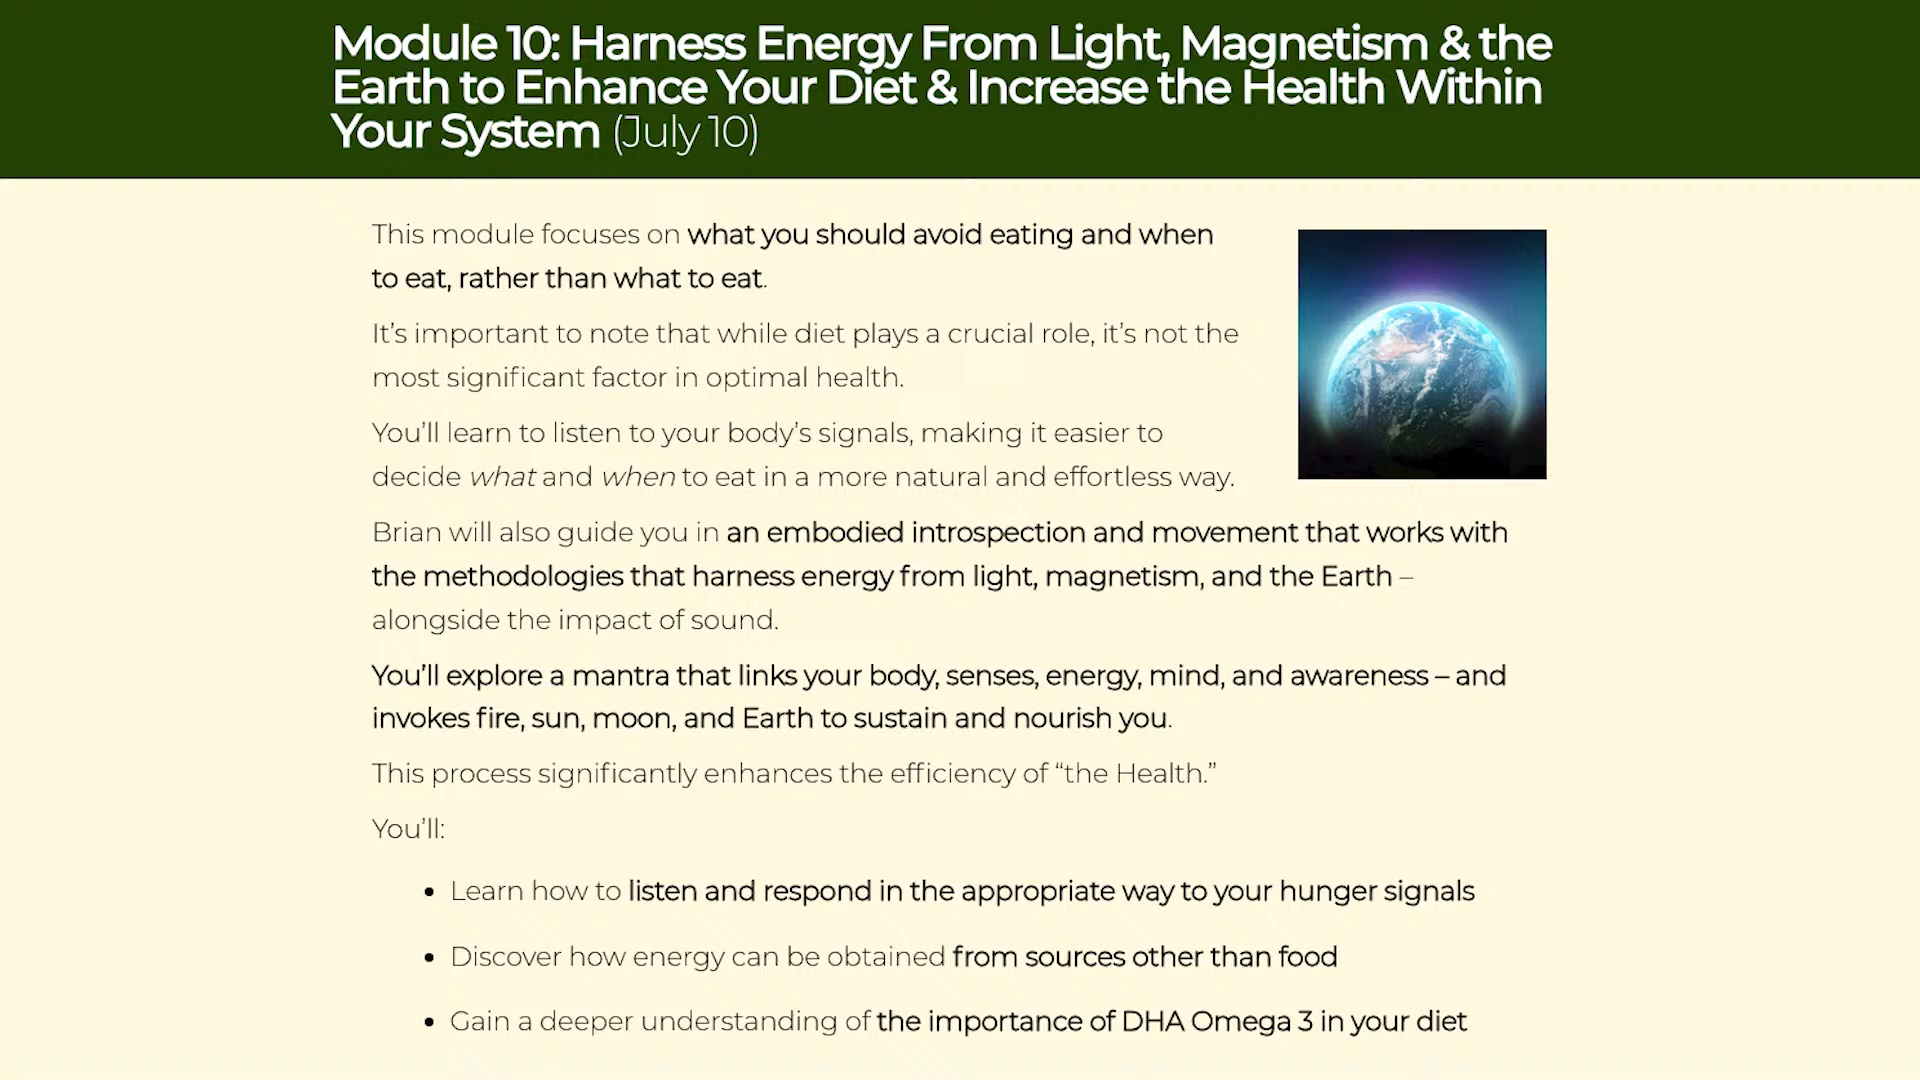 Module 10: Harness Energy From Light, Magnetism & the
Earth to Enhance Your Diet & Increase the Health Within
Your System (July 10)
This module focuses on what you should avoid eating and when
to eat, rather than what to eat.
It’s important to note that while diet plays a crucial role, it’s not the
most significant factor in optimal health.
You’ll learn to listen to your body’s signals, making it easier to
decide what and when to eat in a more natural and effortless way.
Brian will also guide you in an embodied introspection and movement that works with
the methodologies that harness energy from light, magnetism, and the Earth –
alongside the impact of sound.
You’ll explore a mantra that links your body, senses, energy, mind, and awareness – and
invokes fire, sun, moon, and Earth to sustain and nourish you.
This process significantly enhances the efficiency of “the Health.”
You’ll:
• Learn how to listen and respond in the appropriate way to your hunger signals
• Discover how energy can be obtained from sources other than food
• Gain a deeper understanding of the importance of DHA Omega 3 in your diet